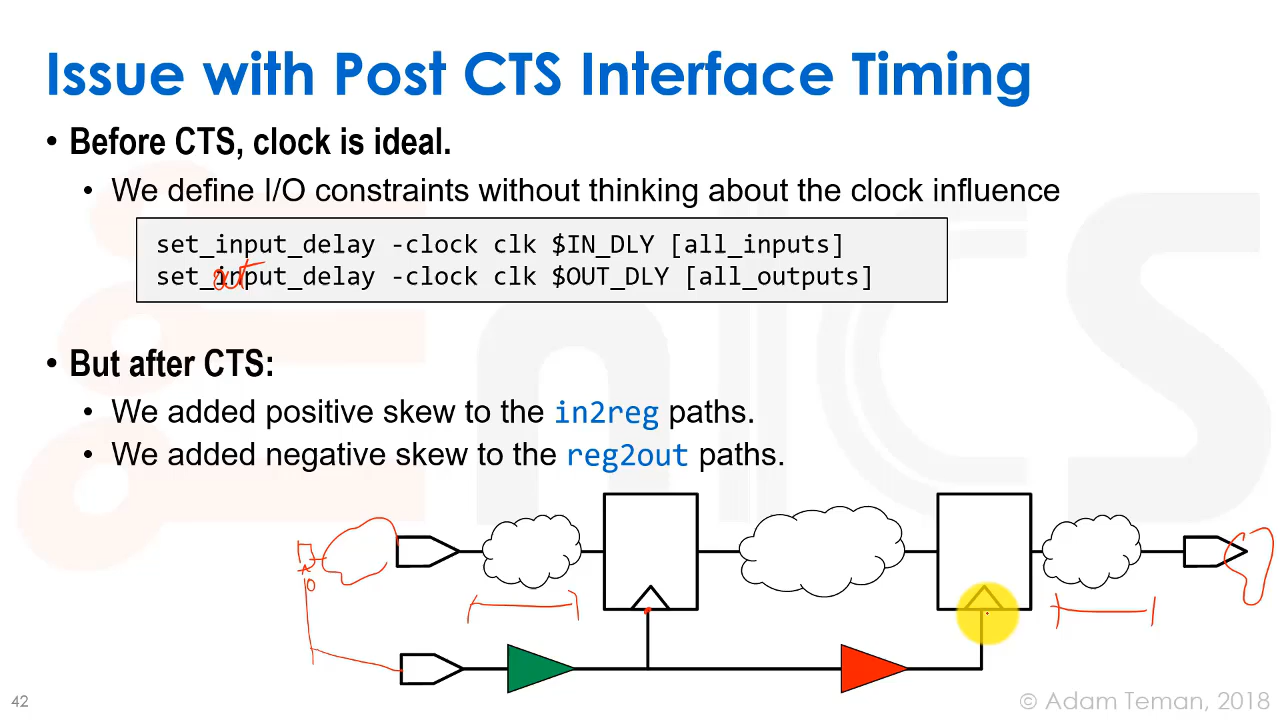 Issue with Post CTS Interface Timing
• Before CTS, clock is ideal.
• We define I/O constraints without thinking about the clock influence
set_input_delay -clock clk $IN_DLY [all_inputs]
set_input_delay -clock clk $OUT_DLY [all_outputs]
out
• But after CTS:
• We added positive skew to the in2reg paths.
• We added negative skew to the reg2out paths.
0
42
© Adam Teman, 2018